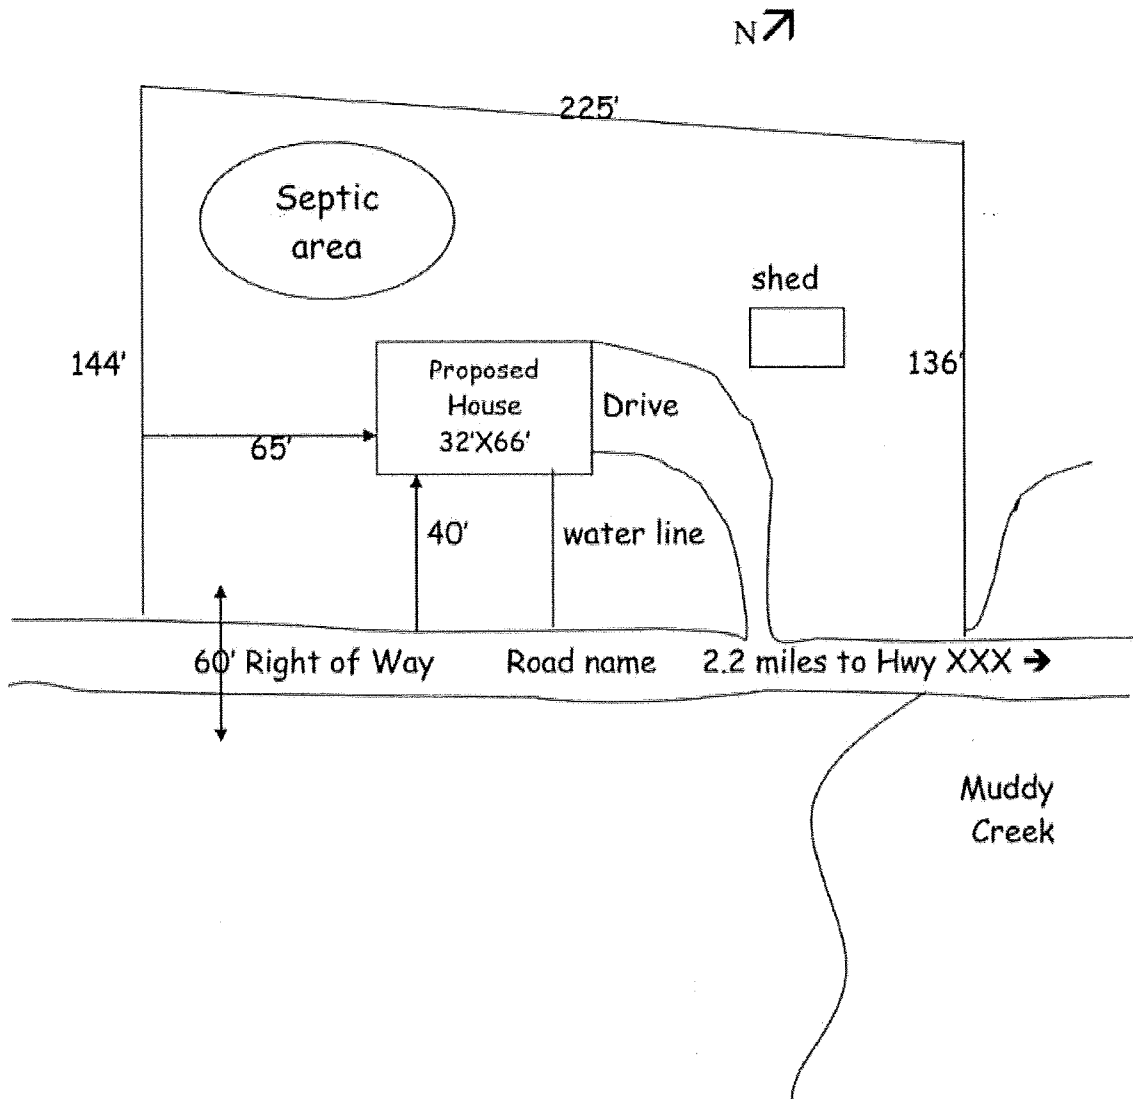 N
225'
Septic
area
shed
144'
136'
Proposed
House
32'X66'
Drive
65'
40'
water line
60' Right of Way
Road name
2.2 miles to Hwy XXX →
Muddy
Creek